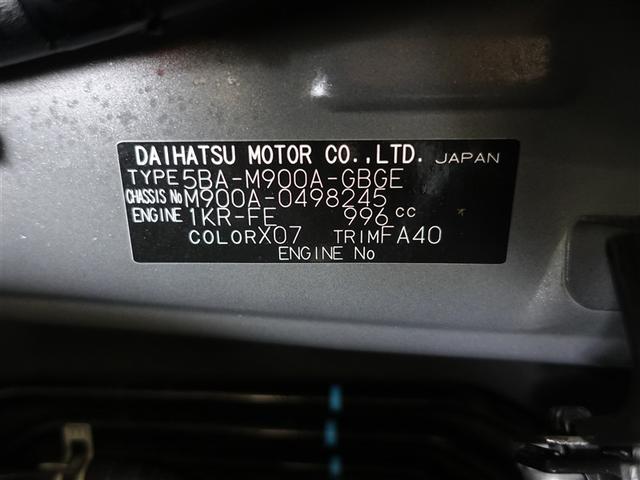 DAIHATSU MOTOR CO.,LTD. JAPAN
TYPE 5BA-M900A-GBGE
CHASSIS No M900A-0498245
ENGINE 1KR-FE 996 cc
COLOR X07 TRIM FA40
ENGINE No